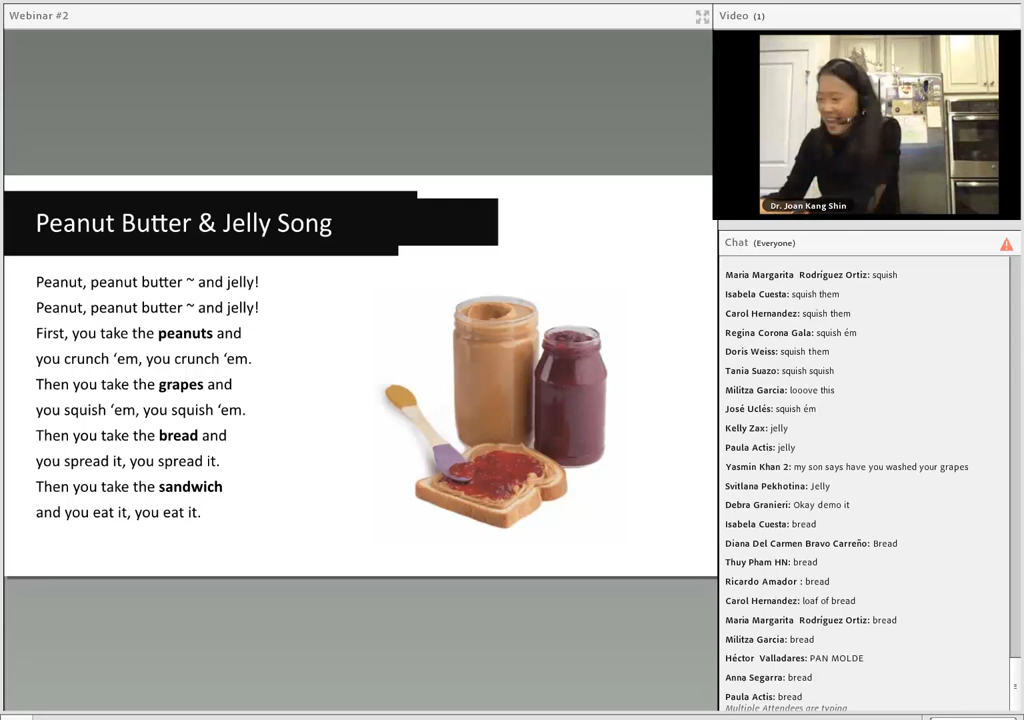 Webinar #2
Peanut Butter & Jelly Song
Peanut, peanut butter ~ and jelly!
Peanut, peanut butter ~ and jelly!
First, you take the peanuts and
you crunch ‘em, you crunch ‘em.
Then you take the grapes and
you squish ‘em, you squish ‘em.
Then you take the bread and
you spread it, you spread it.
Then you take the sandwich
and you eat it, you eat it.
Video (1)
Dr. Joan Kang Shin
Chat (Everyone)
Maria Margarita Rodríguez Ortiz: squish
Isabela Cuesta: squish them
Carol Hernandez: squish them
Regina Corona Gala: squish ém
Doris Weiss: squish them
Tania Suazo: squish squish
Militza Garcia: looove this
José Uclés: squish ém
Kelly Zax: jelly
Paula Actis: jelly
Yasmin Khan 2: my son says have you washed your grapes
Svitlana Pekhotina: Jelly
Debra Granieri: Okay demo it
Isabela Cuesta: bread
Diana Del Carmen Bravo Carreño: Bread
Thuy Pham HN: bread
Ricardo Amador : bread
Carol Hernandez: loaf of bread
Maria Margarita Rodríguez Ortiz: bread
Militza Garcia: bread
Héctor Valladares: PAN MOLDE
Anna Segarra: bread
Paula Actis: bread
Multiple Attendees are typing